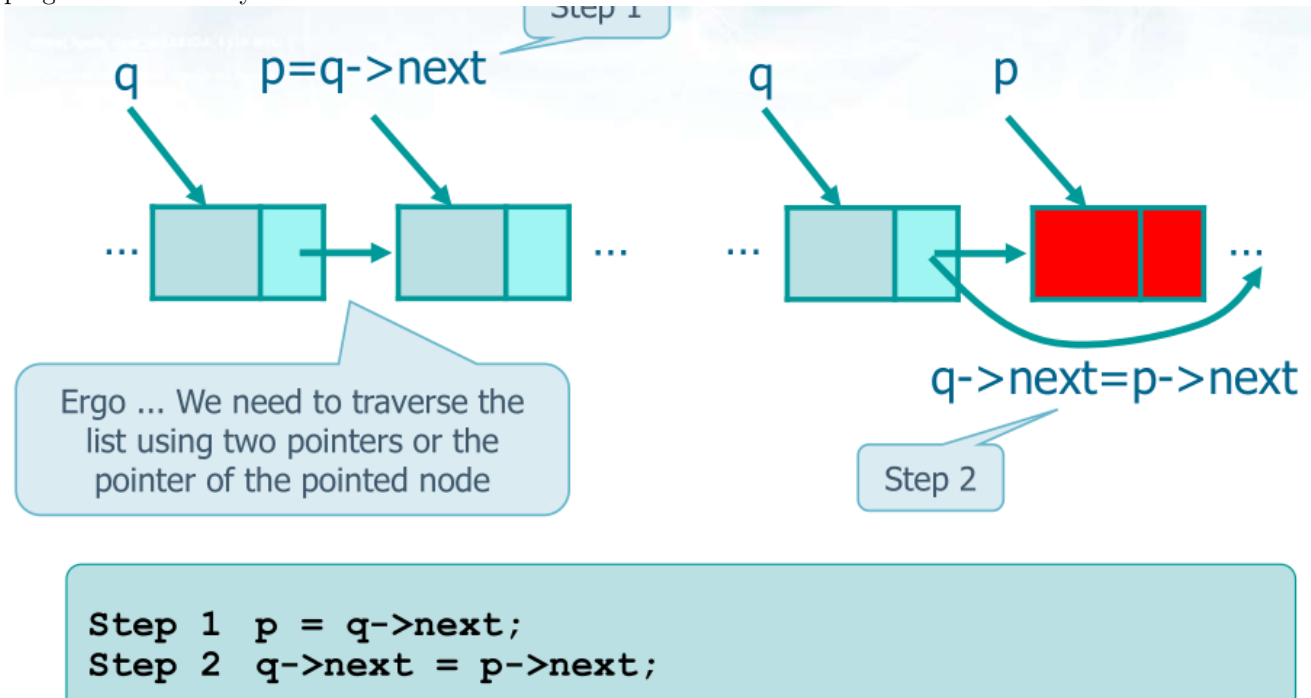 Step 1
q
p=q->next
q
p
...
...
...
...
q->next=p->next
Ergo ... We need to traverse the
list using two pointers or the
pointer of the pointed node
Step 2
Step 1 p = q->next;
Step 2 q->next = p->next;